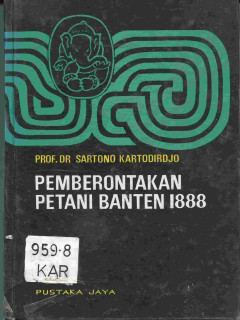 PROF. DR SARTONO KARTODIRDJO
PEMBERONTAKAN
PETANI BANTEN 1888
959.8
KAR
PUSTAKA JAYA